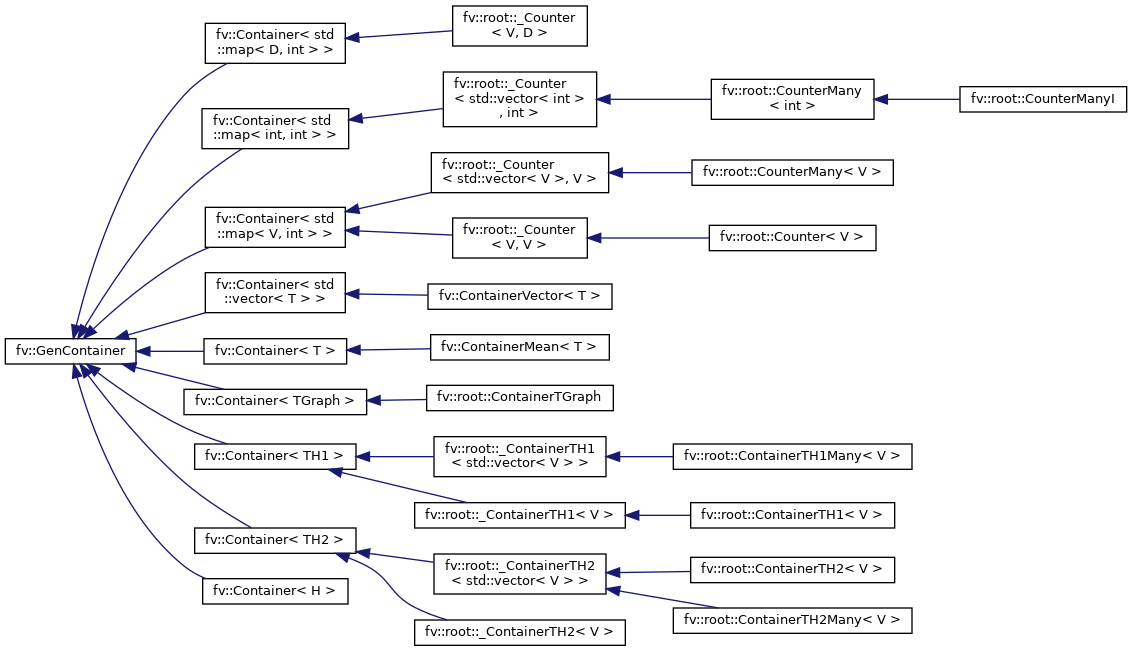 fv::GenContainer
fv::Container< std
::map< D, int > >
fv::root::_Counter
< V, D >
fv::Container< std
::map< int, int > >
fv::root::_Counter
< std::vector< int >
, int >
fv::root::CounterMany
< int >
fv::root::CounterManyI
fv::Container< std
::map< V, int > >
fv::root::_Counter
< std::vector< V >, V >
fv::root::CounterMany< V >
fv::root::_Counter
< V, V >
fv::root::Counter< V >
fv::Container< std
::vector< T > >
fv::ContainerVector< T >
fv::Container< T >
fv::ContainerMean< T >
fv::Container< TGraph >
fv::root::ContainerTGraph
fv::Container< TH1 >
fv::root::_ContainerTH1
< std::vector< V > >
fv::root::ContainerTH1Many< V >
fv::root::_ContainerTH1< V >
fv::root::ContainerTH1< V >
fv::Container< TH2 >
fv::root::_ContainerTH2
< std::vector< V > >
fv::root::ContainerTH2< V >
fv::root::ContainerTH2Many< V >
fv::root::_ContainerTH2< V >
fv::Container< H >